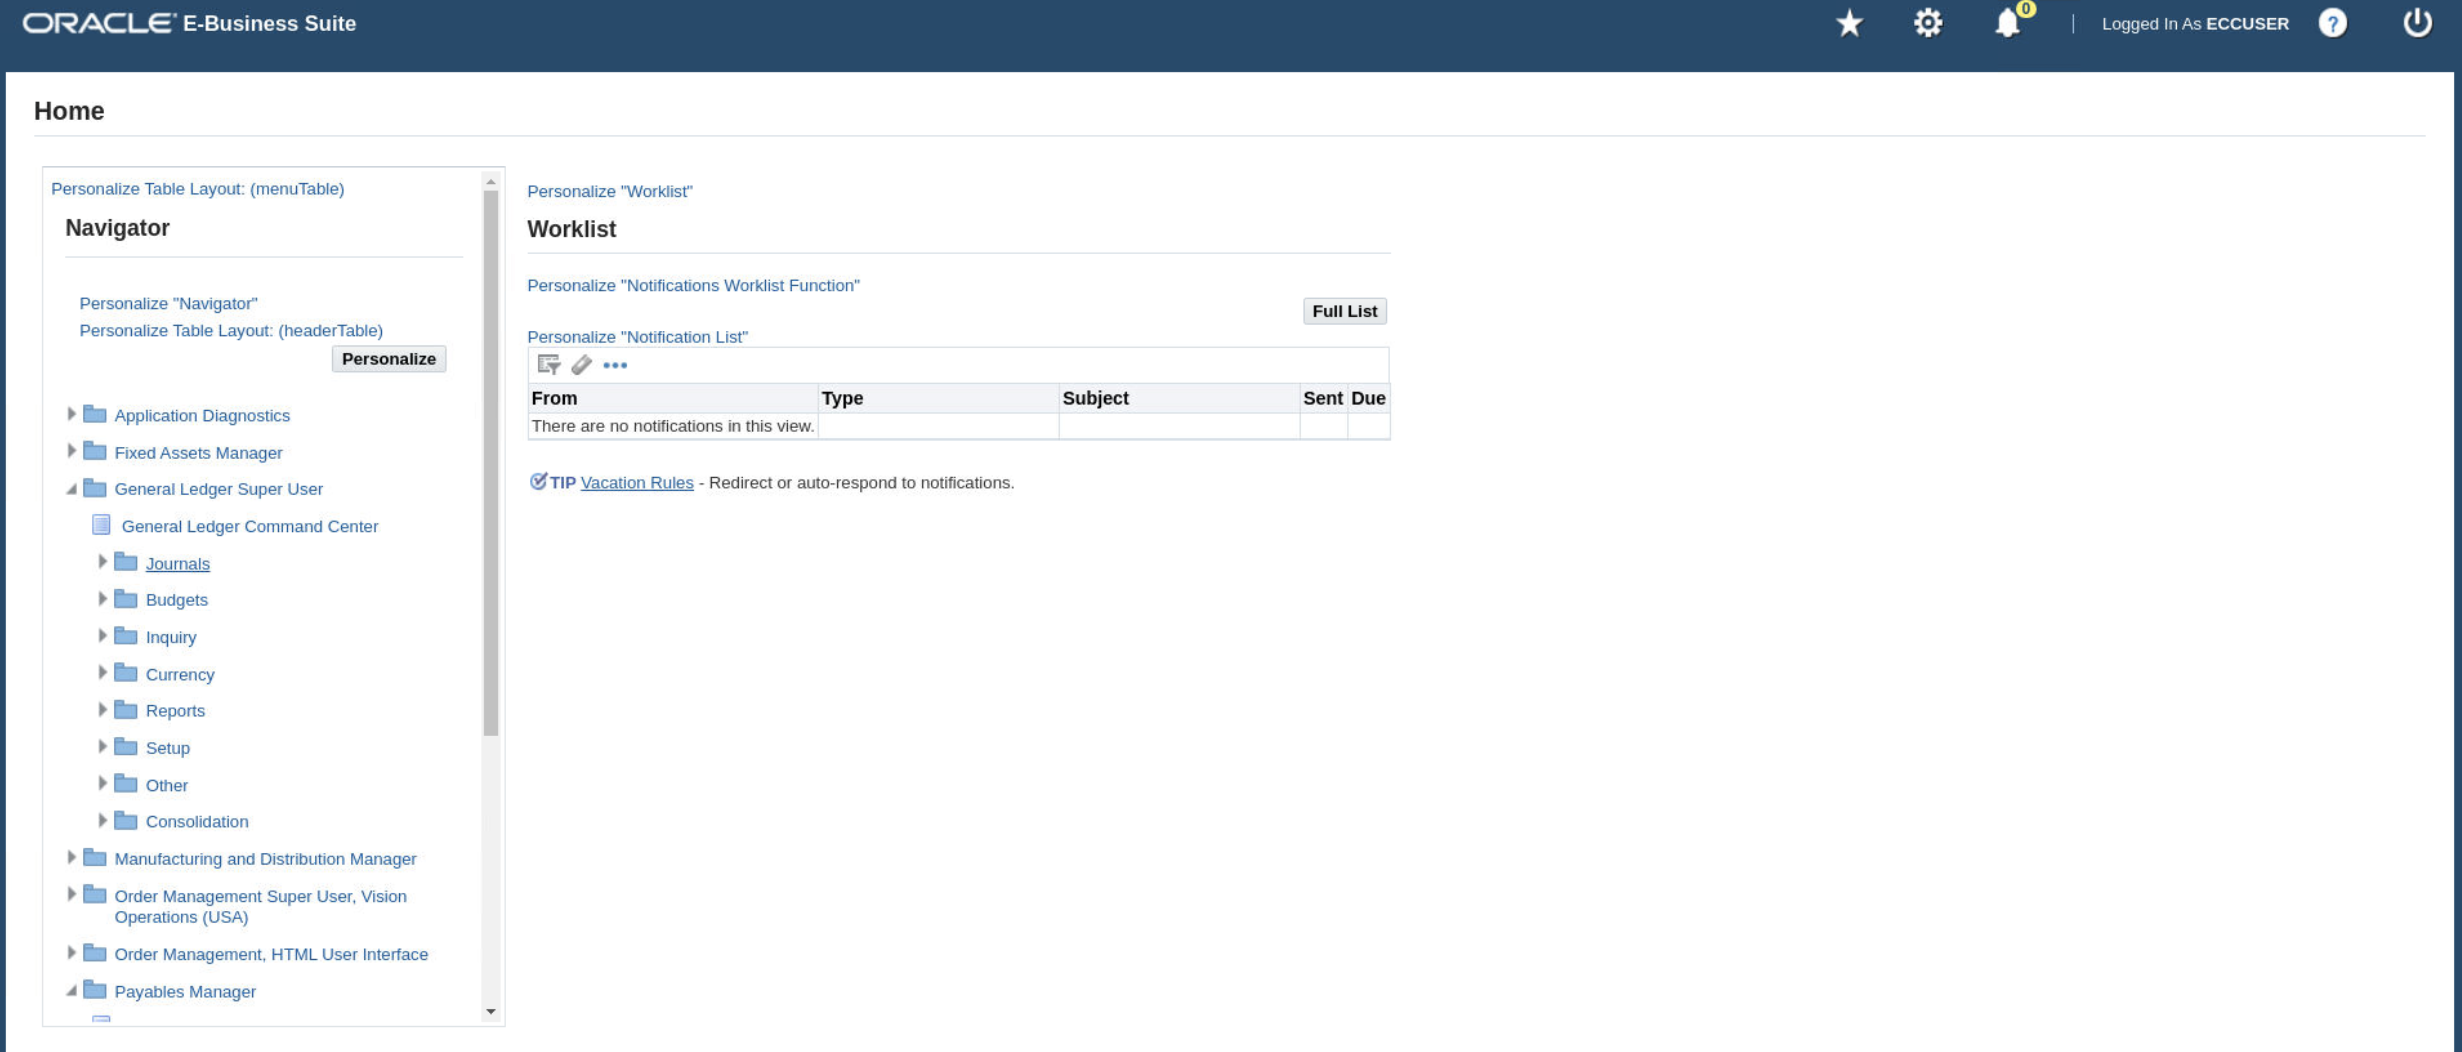 ORACLE E-Business Suite
0
Logged In As ECCUSER
?
Home
Personalize Table Layout: (menuTable)
Navigator
Personalize "Navigator"
Personalize Table Layout: (headerTable)
Personalize
Application Diagnostics
Fixed Assets Manager
General Ledger Super User
General Ledger Command Center
Journals
Budgets
Inquiry
Currency
Reports
Setup
Other
Consolidation
Manufacturing and Distribution Manager
Order Management Super User, Vision
Operations (USA)
Order Management, HTML User Interface
Payables Manager
Personalize "Worklist"
Worklist
Personalize "Notifications Worklist Function"
Full List
Personalize "Notification List"
From Type Subject Sent Due
There are no notifications in this view.
TIP Vacation Rules - Redirect or auto-respond to notifications.